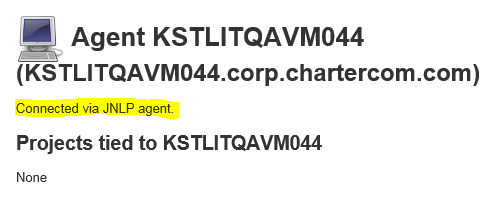 Agent KSTLITQAVM044
(KSTLITQAVM044.corp.chartercom.com)
Connected via JNLP agent.
Projects tied to KSTLITQAVM044
None